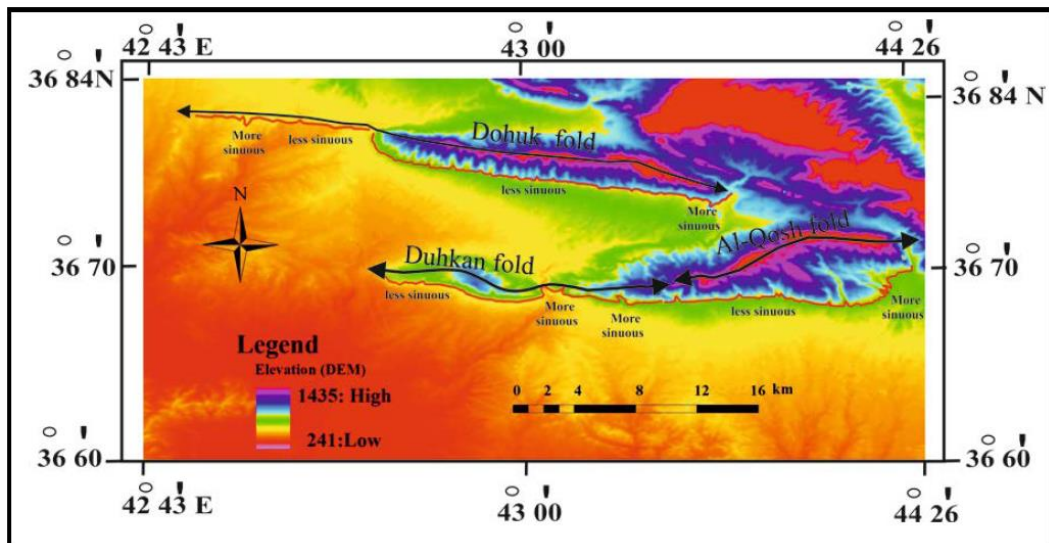 42 43 E
43 00
44 26
36 84 N
36 84 N
Dohuk fold
More
sinuous
less sinuous
less sinuous
More
sinuous
N
Al-Qosh fold
36 70
36 70
Duhkan fold
less sinuous
More
sinuous
More
sinuous
less sinuous
More
sinuous
Legend
Elevation (DEM)
1435: High
241:Low
0 2 4 8 12 16 km
36 60
36 60
42 43 E
43 00
44 26